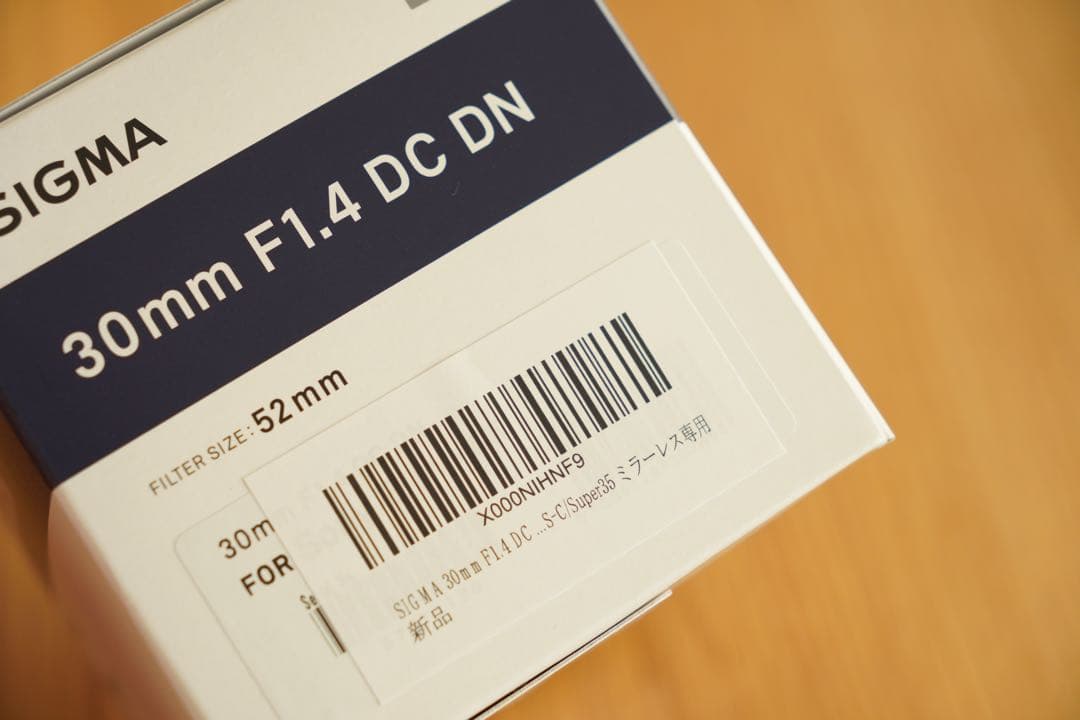 SIGMA
30mm F1.4 DC DN
FILTER SIZE: 52mm
X000NIHNF9
SIGMA 30mm F1.4 DC ...S-C/Super35 ミラーレス専用
新品
30m
FOR
Se